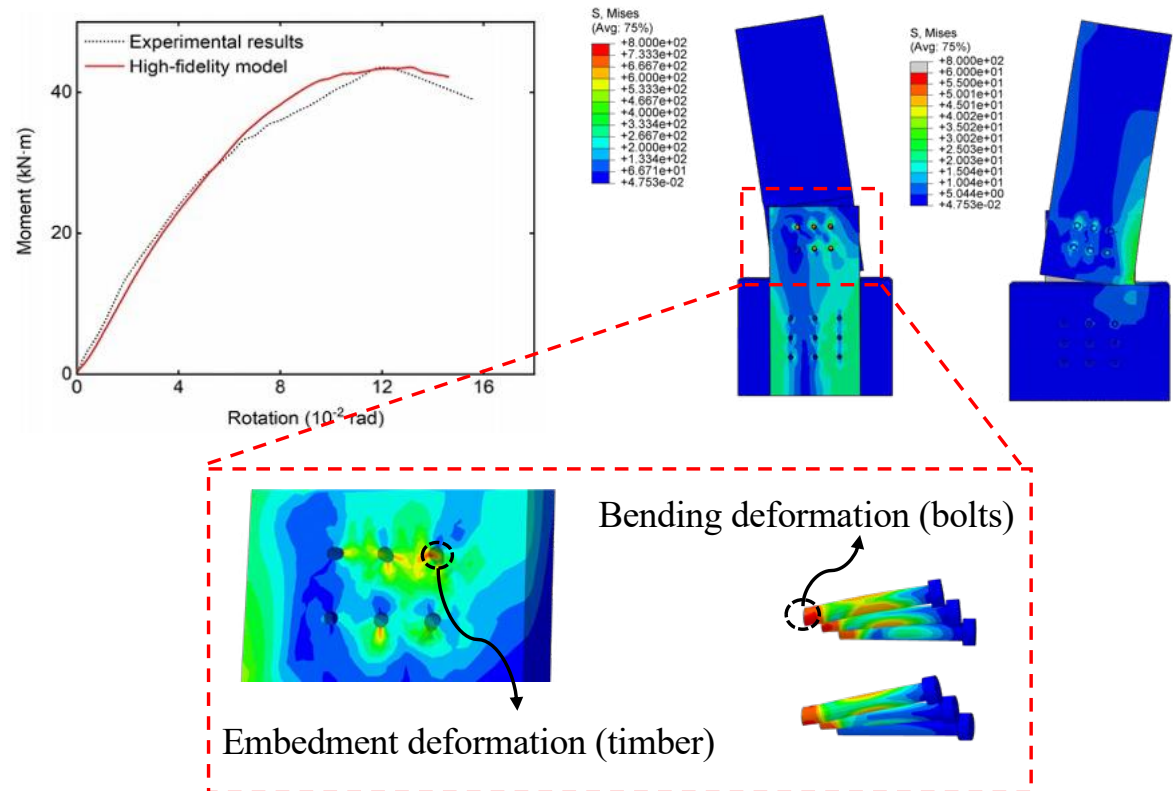 Experimental results
High-fidelity model
Moment (kN·m)
40
20
0
0
4
8
12
16
Rotation (10⁻² rad)
S, Mises
(Avg: 75%)
+8.000e+02
+7.333e+02
+6.667e+02
+6.000e+02
+5.333e+02
+4.667e+02
+4.000e+02
+3.334e+02
+2.667e+02
+2.000e+02
+1.334e+02
+6.671e+01
+4.753e-02
S, Mises
(Avg: 75%)
+8.000e+02
+6.000e+01
+5.500e+01
+5.001e+01
+4.501e+01
+4.002e+01
+3.502e+01
+2.503e+01
+2.003e+01
+1.504e+01
+1.004e+01
+5.044e+00
+4.753e-02
Bending deformation (bolts)
Embedment deformation (timber)